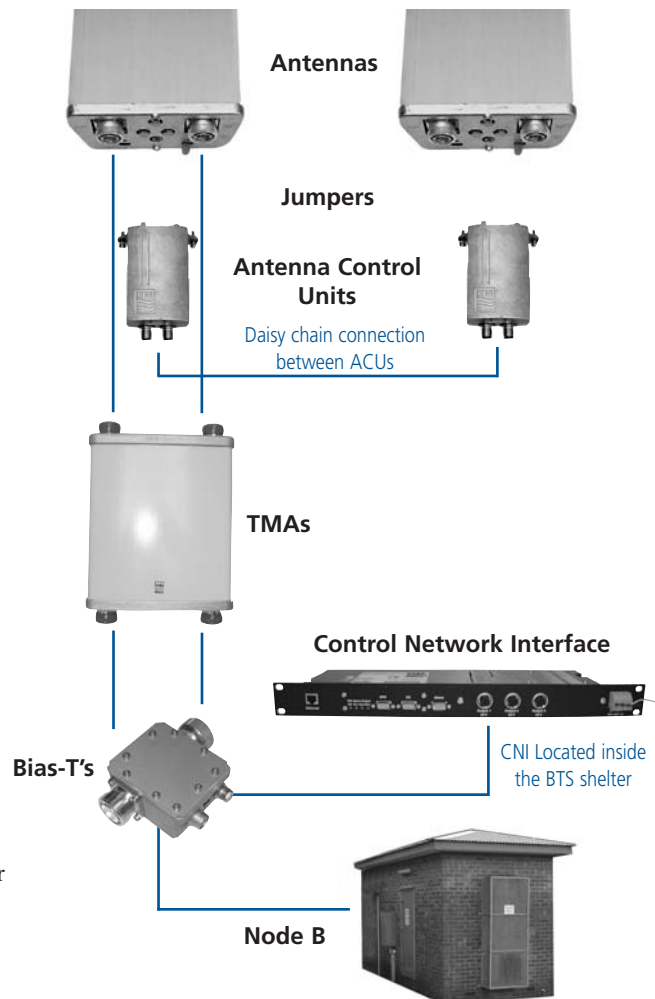 Antennas
Jumpers
Antenna Control
Units
Daisy chain connection
between ACUs
TMAs
Control Network Interface
Bias-T's
CNI Located inside
the BTS shelter
r
Node B